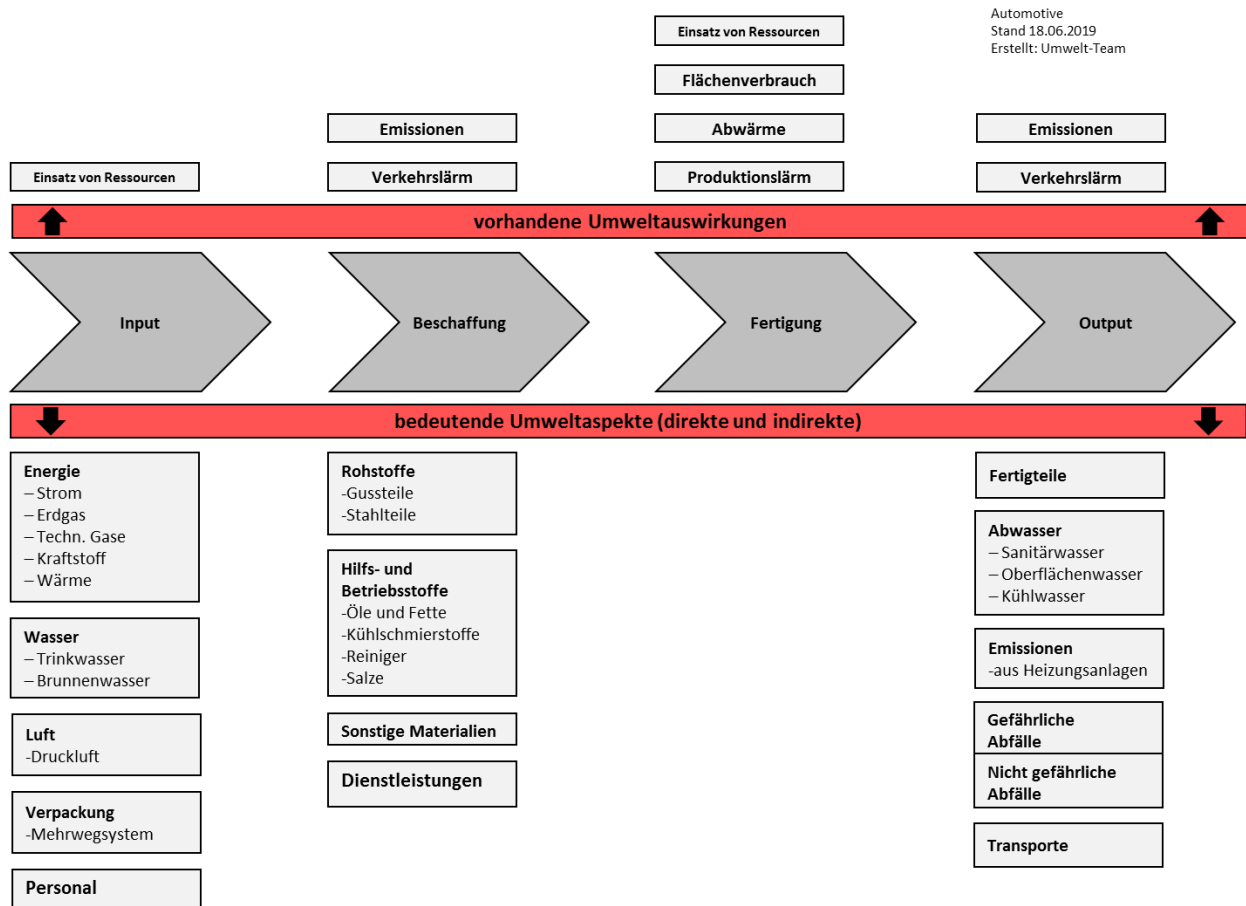 Automotive
Stand 18.06.2019
Erstellt: Umwelt-Team
Einsatz von Ressourcen
Flächenverbrauch
Emissionen
Abwärme
Emissionen
Einsatz von Ressourcen
Verkehrslärm
Produktionslärm
Verkehrslärm
vorhandene Umweltauswirkungen
Input
Beschaffung
Fertigung
Output
bedeutende Umweltaspekte (direkte und indirekte)
Energie
– Strom
– Erdgas
– Techn. Gase
– Kraftstoff
– Wärme
Wasser
– Trinkwasser
– Brunnenwasser
Luft
-Druckluft
Verpackung
-Mehrwegsystem
Personal
Rohstoffe
-Gussteile
-Stahlteile
Hilfs- und
Betriebsstoffe
-Öle und Fette
-Kühlschmierstoffe
-Reiniger
-Salze
Sonstige Materialien
Dienstleistungen
Fertigteile
Abwasser
– Sanitärwasser
– Oberflächenwasser
– Kühlwasser
Emissionen
-aus Heizungsanlagen
Gefährliche
Abfälle
Nicht gefährliche
Abfälle
Transporte